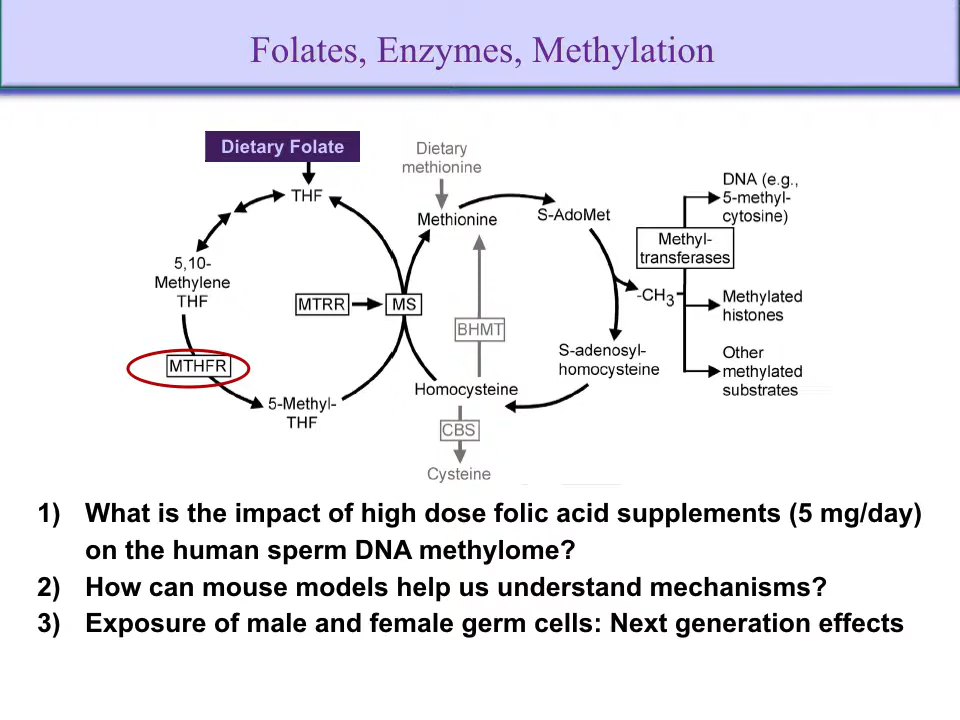 Folates, Enzymes, Methylation
Dietary Folate
Dietary
methionine
THF
Methionine
S-AdoMet
DNA (e.g.,
5-methyl-
cytosine)
Methyl-
transferases
5,10-
Methylene
THF
MTRR
MS
-CH3
Methylated
histones
BHMT
MTHFR
S-adenosyl-
homocysteine
Other
methylated
substrates
Homocysteine
5-Methyl-
THF
CBS
Cysteine
1) What is the impact of high dose folic acid supplements (5 mg/day)
on the human sperm DNA methylome?
2) How can mouse models help us understand mechanisms?
3) Exposure of male and female germ cells: Next generation effects